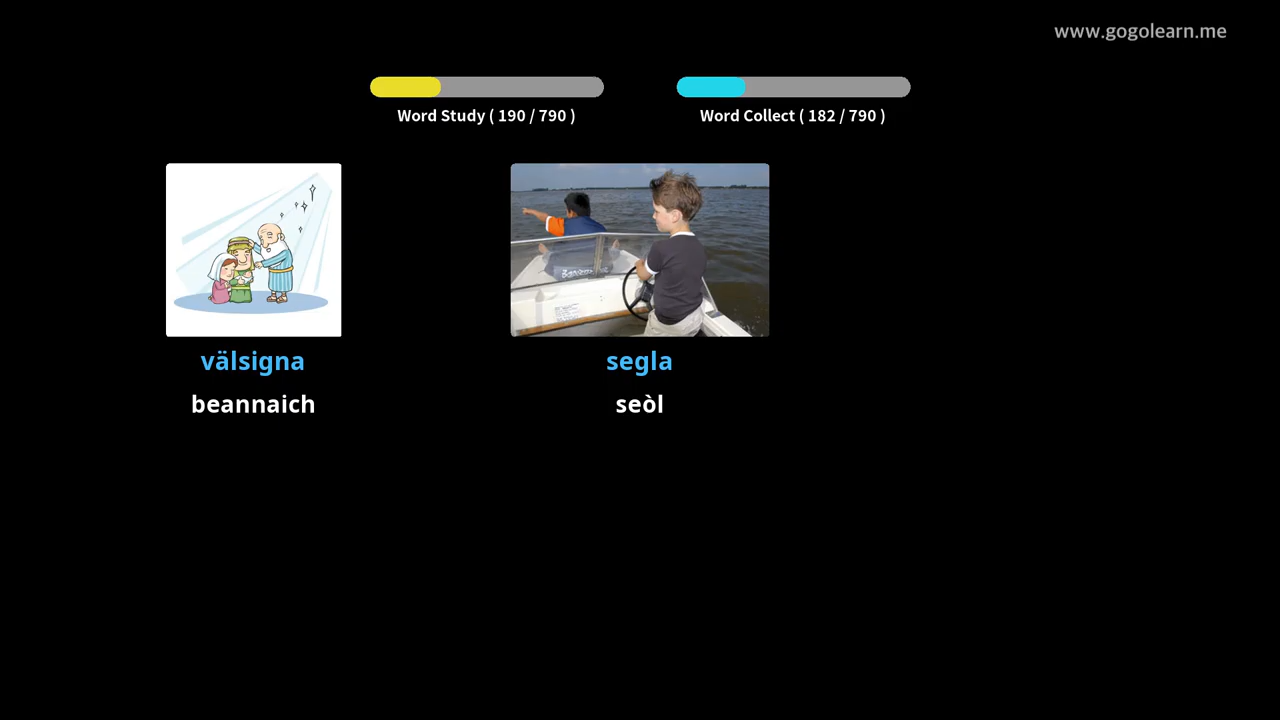 www.gogolearn.me
Word Study ( 190 / 790 )
Word Collect ( 182 / 790 )
välsigna
beannaich
segla
seòl